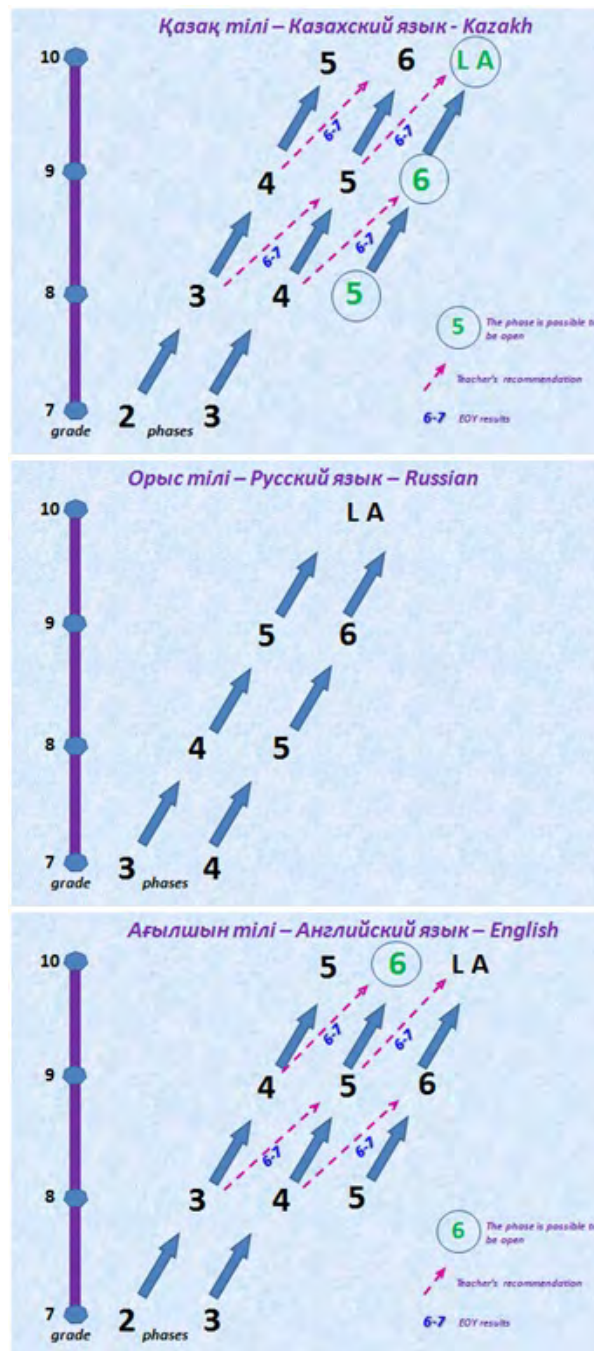 Қазақ тілі – Казахский язык - Kazakh
10 5 6 L A
6-7 6-7
9 4 5 6
6-7 6-7
8 3 4 5
5 The phase is possible to
be open
Teacher's recommendation
7 2 phases 3
grade
6-7 EOY results
Орыс тілі – Русский язык – Russian
10 L A
9 5 6
8 4 5
7 3 phases 4
grade
Ағылшын тілі – Английский язык – English
10 5 6 L A
6-7 6-7
9 4 5 6
6-7 6-7
8 3 4 5
6 The phase is possible to
be open
Teacher's recommendation
7 2 phases 3
grade
6-7 EOY results